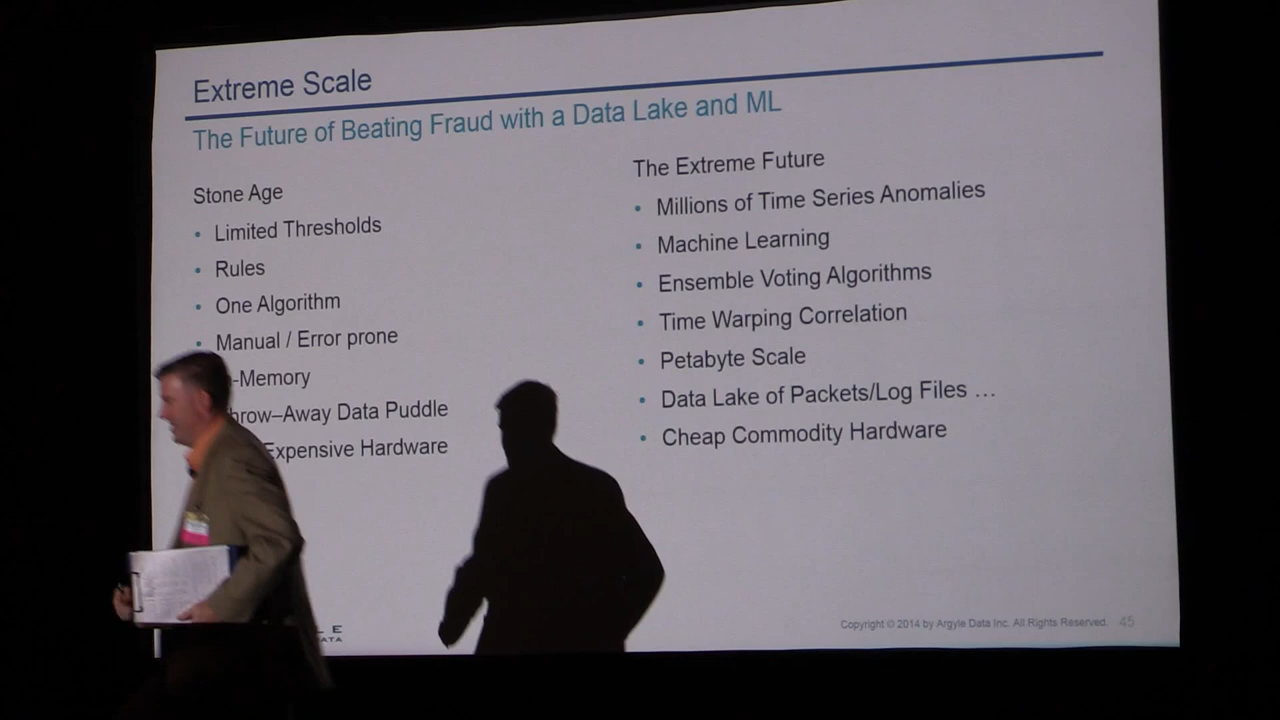 Extreme Scale
The Future of Beating Fraud with a Data Lake and ML
Stone Age
• Limited Thresholds
• Rules
• One Algorithm
• Manual / Error prone
-Memory
hrow–Away Data Puddle
Expensive Hardware
The Extreme Future
• Millions of Time Series Anomalies
• Machine Learning
• Ensemble Voting Algorithms
• Time Warping Correlation
• Petabyte Scale
• Data Lake of Packets/Log Files …
• Cheap Commodity Hardware
L E
ATA
Copyright © 2014 by Argyle Data Inc. All Rights Reserved. 45